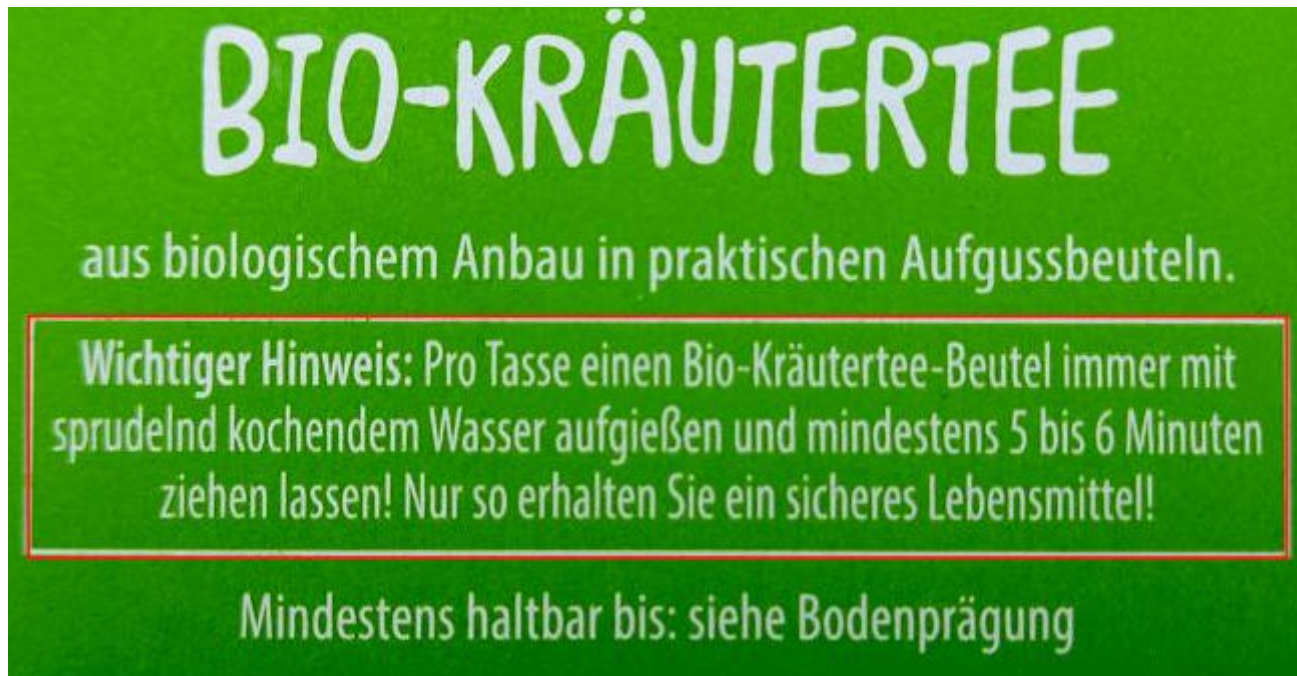 BIO-KRÄUTERTEE
aus biologischem Anbau in praktischen Aufgussbeuteln.
Wichtiger Hinweis: Pro Tasse einen Bio-Kräutertee-Beutel immer mit
sprudelnd kochendem Wasser aufgießen und mindestens 5 bis 6 Minuten
ziehen lassen! Nur so erhalten Sie ein sicheres Lebensmittel!
Mindestens haltbar bis: siehe Bodenprägung